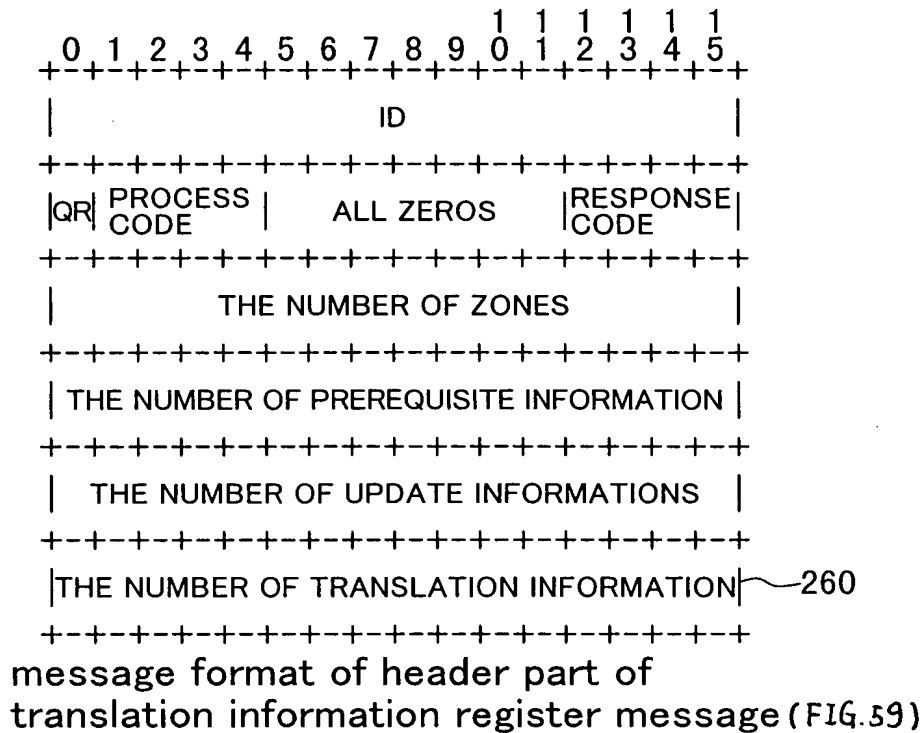 1 1 1 1 1 1
0 1 2 3 4 5 6 7 8 9 0 1 2 3 4 5
+-+-+-+-+-+-+-+-+-+-+-+-+-+-+-+-+
| ID |
+-+-+-+-+-+-+-+-+-+-+-+-+-+-+-+-+
|QR| PROCESS CODE | ALL ZEROS |RESPONSE CODE |
+-+-+-+-+-+-+-+-+-+-+-+-+-+-+-+-+
| THE NUMBER OF ZONES |
+-+-+-+-+-+-+-+-+-+-+-+-+-+-+-+-+
| THE NUMBER OF PREREQUISITE INFORMATION |
+-+-+-+-+-+-+-+-+-+-+-+-+-+-+-+-+
| THE NUMBER OF UPDATE INFORMATIONS |
+-+-+-+-+-+-+-+-+-+-+-+-+-+-+-+-+
|THE NUMBER OF TRANSLATION INFORMATION| 260
+-+-+-+-+-+-+-+-+-+-+-+-+-+-+-+-+
message format of header part of
translation information register message (FIG.59)